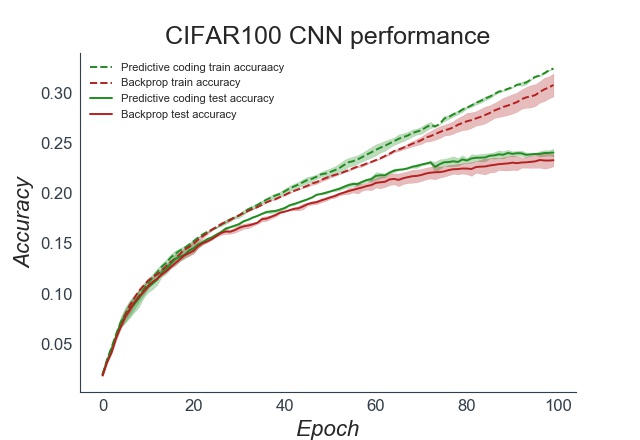 CIFAR100 CNN performance
Predictive coding train accuraacy
Backprop train accuracy
Predictive coding test accuracy
Backprop test accuracy
0.30
0.25
0.20
0.15
0.10
0.05
Accuracy
0 20 40 60 80 100
Epoch